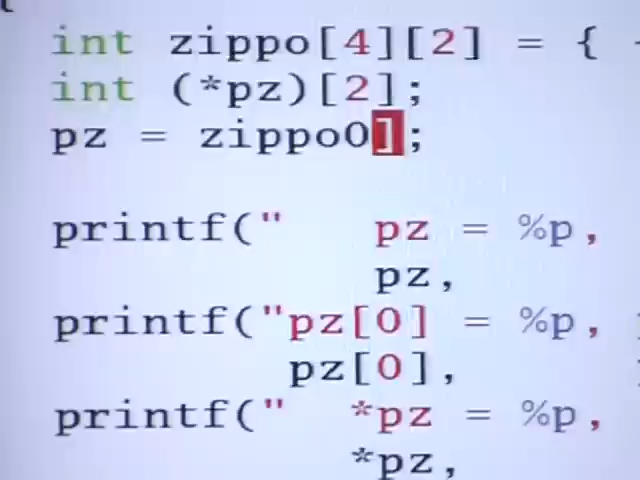 int zippo[4][2] = {
int (*pz)[2];
pz = zippo0];
printf("   pz = %p,
pz,
printf("pz[0] = %p,
pz[0],
printf("   *pz = %p,
*pz,